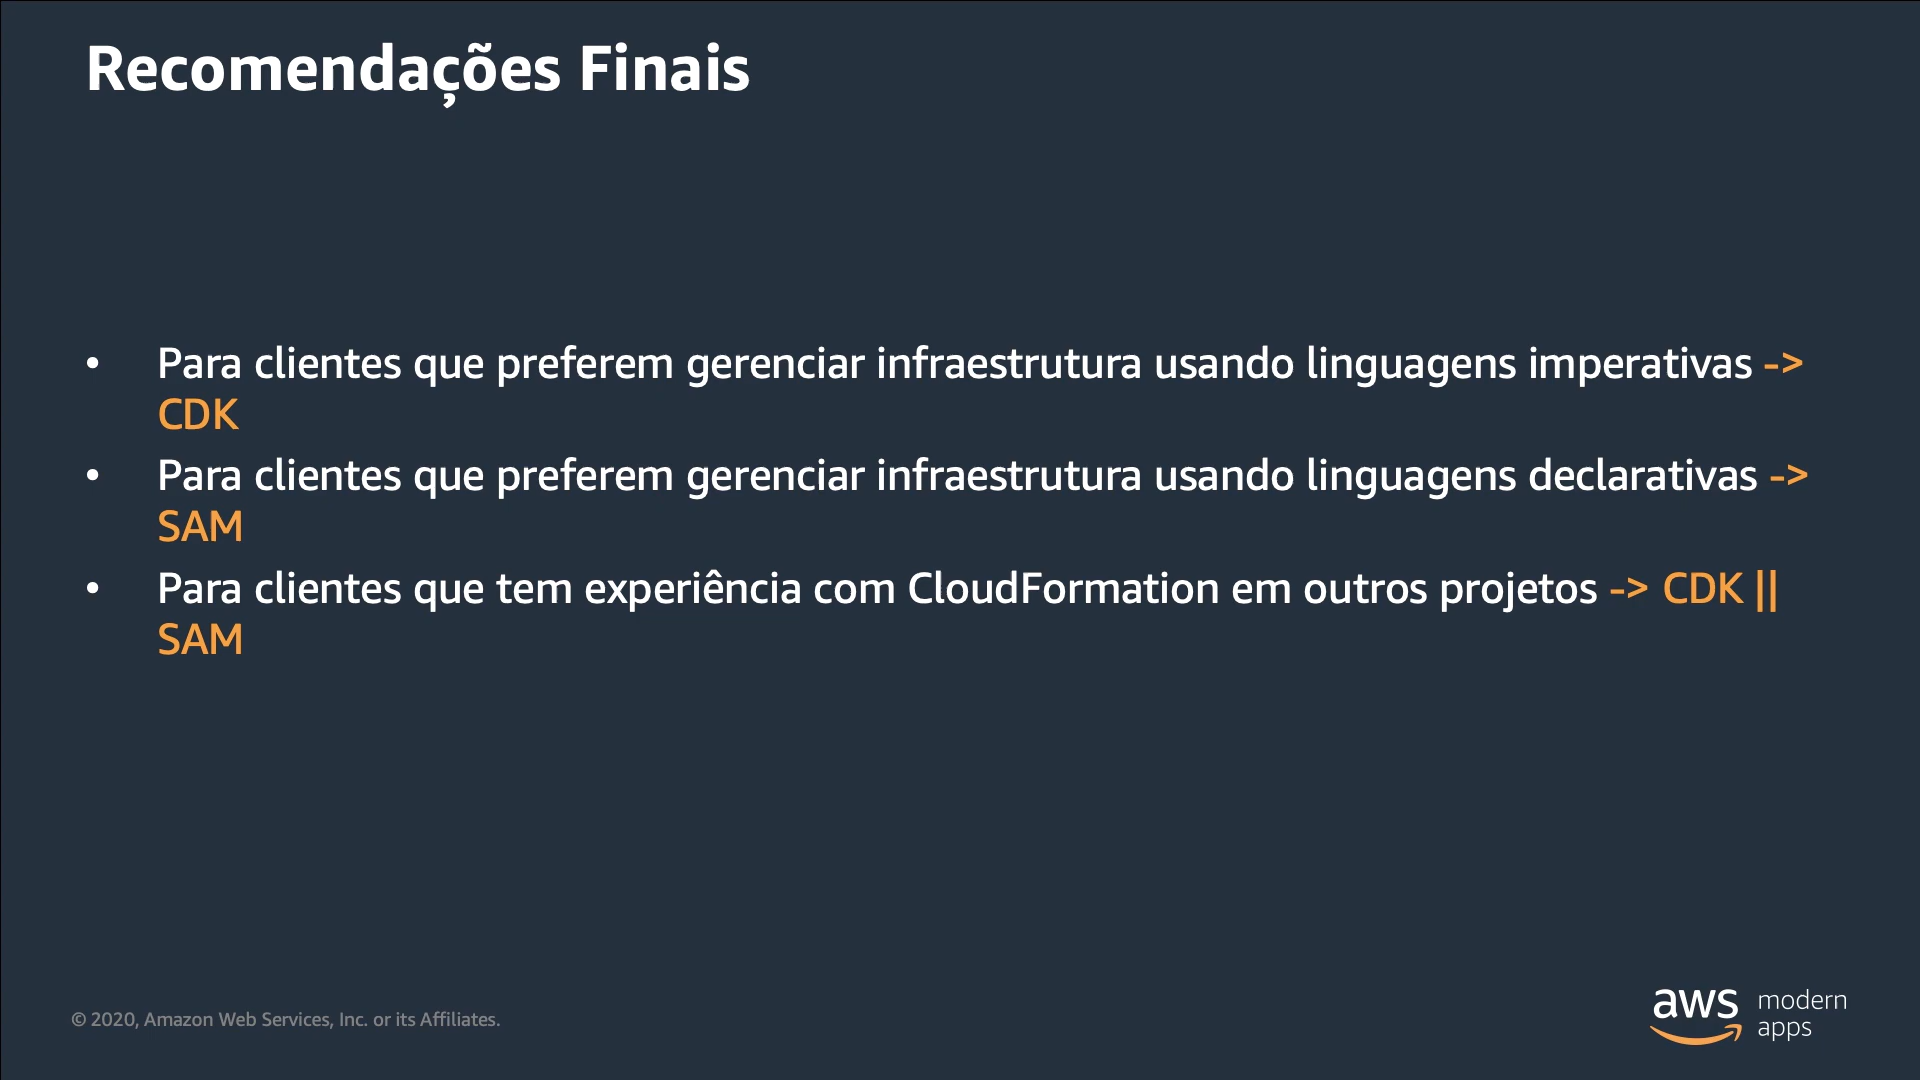 Recomendações Finais
• Para clientes que preferem gerenciar infraestrutura usando linguagens imperativas ->
CDK
• Para clientes que preferem gerenciar infraestrutura usando linguagens declarativas ->
SAM
• Para clientes que tem experiência com CloudFormation em outros projetos -> CDK ||
SAM
© 2020, Amazon Web Services, Inc. or its Affiliates.
aws modern
apps